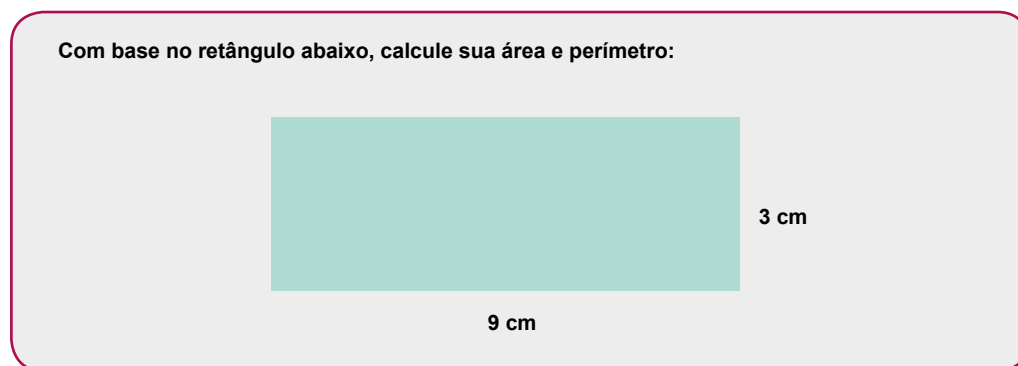 Com base no retângulo abaixo, calcule sua área e perímetro:
3 cm
9 cm